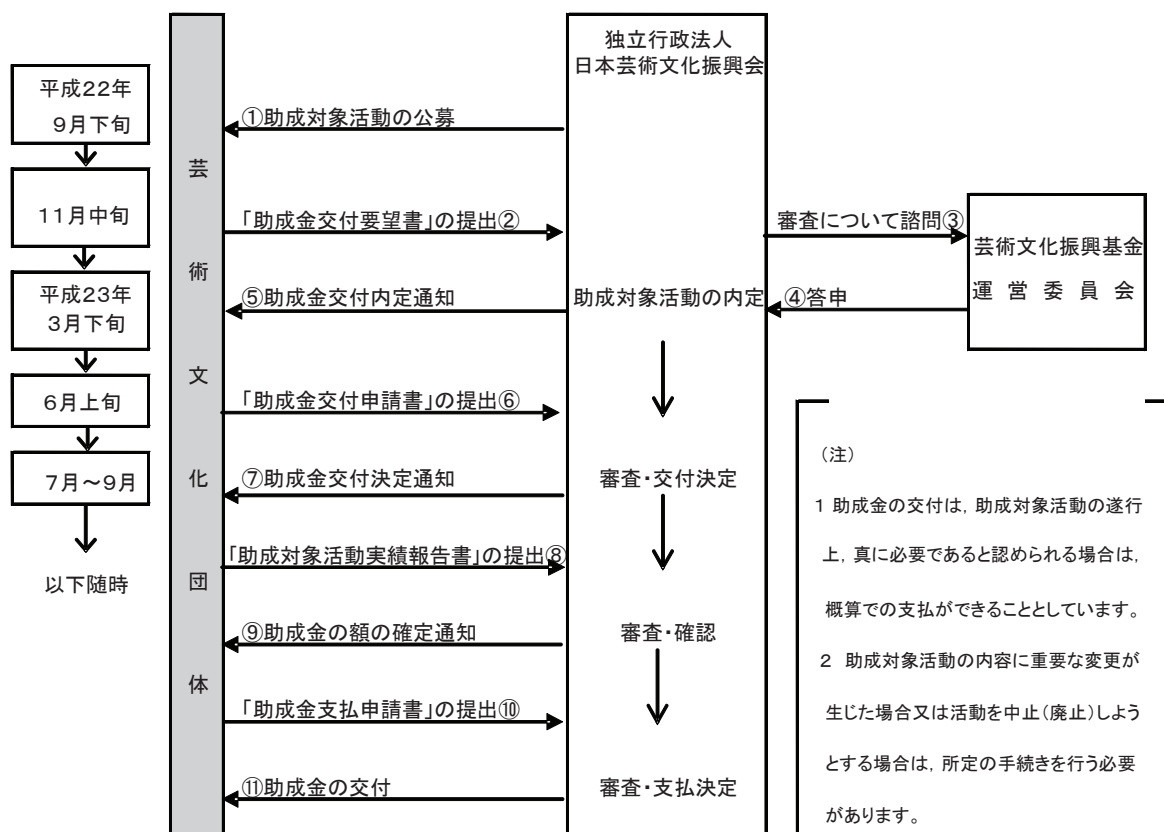 平成22年
9月下旬
11月中旬
平成23年
3月下旬
6月上旬
7月~9月
以下随時
芸術文化団体
独立行政法人
日本芸術文化振興会
①助成対象活動の公募
「助成金交付要望書」の提出②
審査について諮問③
芸術文化振興基金
運営委員会
⑤助成金交付内定通知
助成対象活動の内定
④答申
「助成金交付申請書」の提出⑥
⑦助成金交付決定通知
審査・交付決定
「助成対象活動実績報告書」の提出⑧
⑨助成金の額の確定通知
審査・確認
「助成金支払申請書」の提出⑩
⑪助成金の交付
審査・支払決定
(注)
1 助成金の交付は, 助成対象活動の遂行
上, 真に必要であると認められる場合は,
概算での支払ができることとしています。
2 助成対象活動の内容に重要な変更が
生じた場合又は活動を中止(廃止)しよう
とする場合は, 所定の手続きを行う必要
があります。